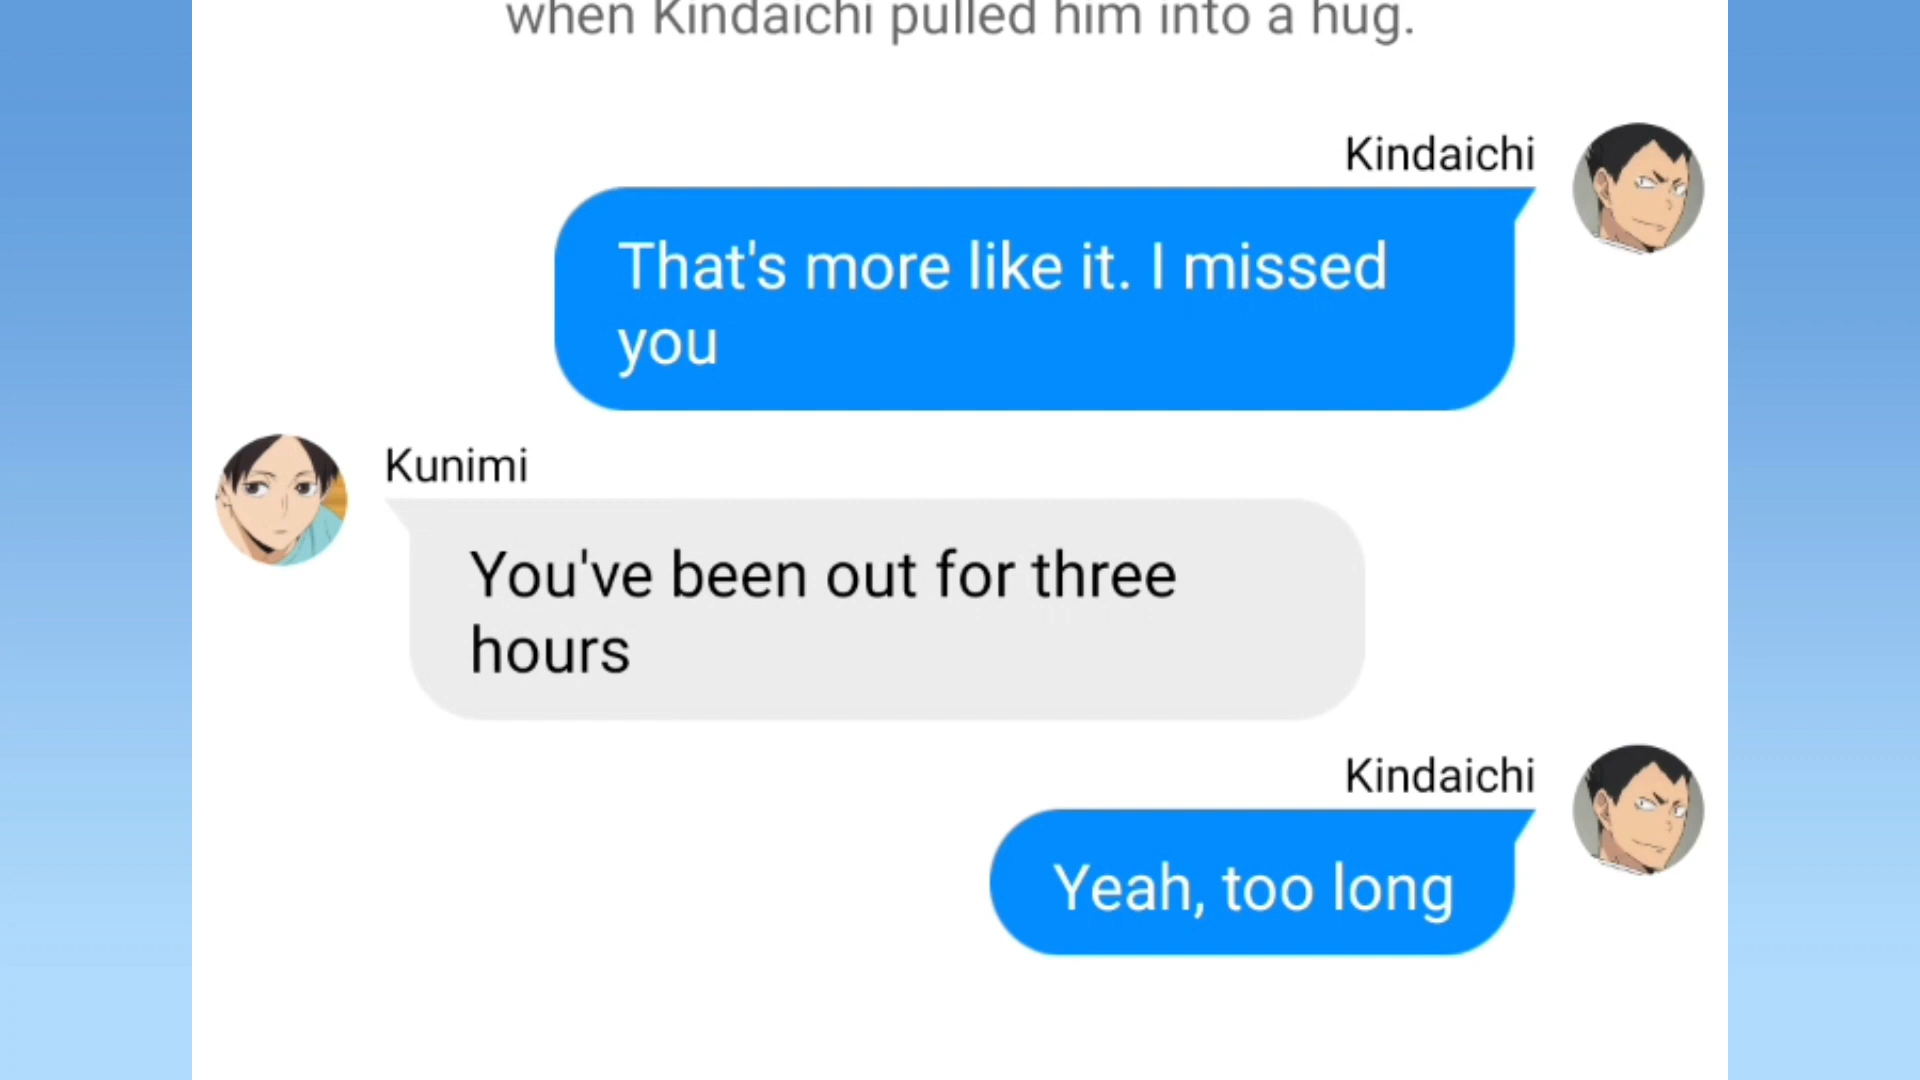 when Kindaichi pulled him into a hug.
Kindaichi
That's more like it. I missed
you
Kunimi
You've been out for three
hours
Kindaichi
Yeah, too long